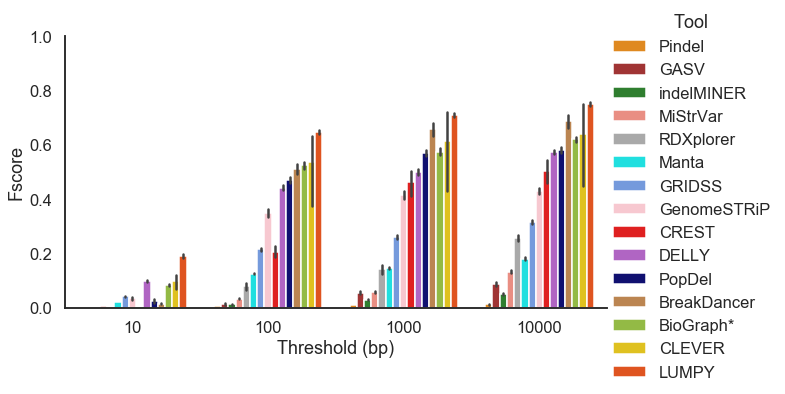 Tool
Pindel
GASV
indelMINER
MiStrVar
RDXplorer
Manta
GRIDSS
GenomeSTRiP
CREST
DELLY
PopDel
BreakDancer
BioGraph*
CLEVER
LUMPY
Fscore
1.0
0.8
0.6
0.4
0.2
0.0
10 100 1000 10000
Threshold (bp)